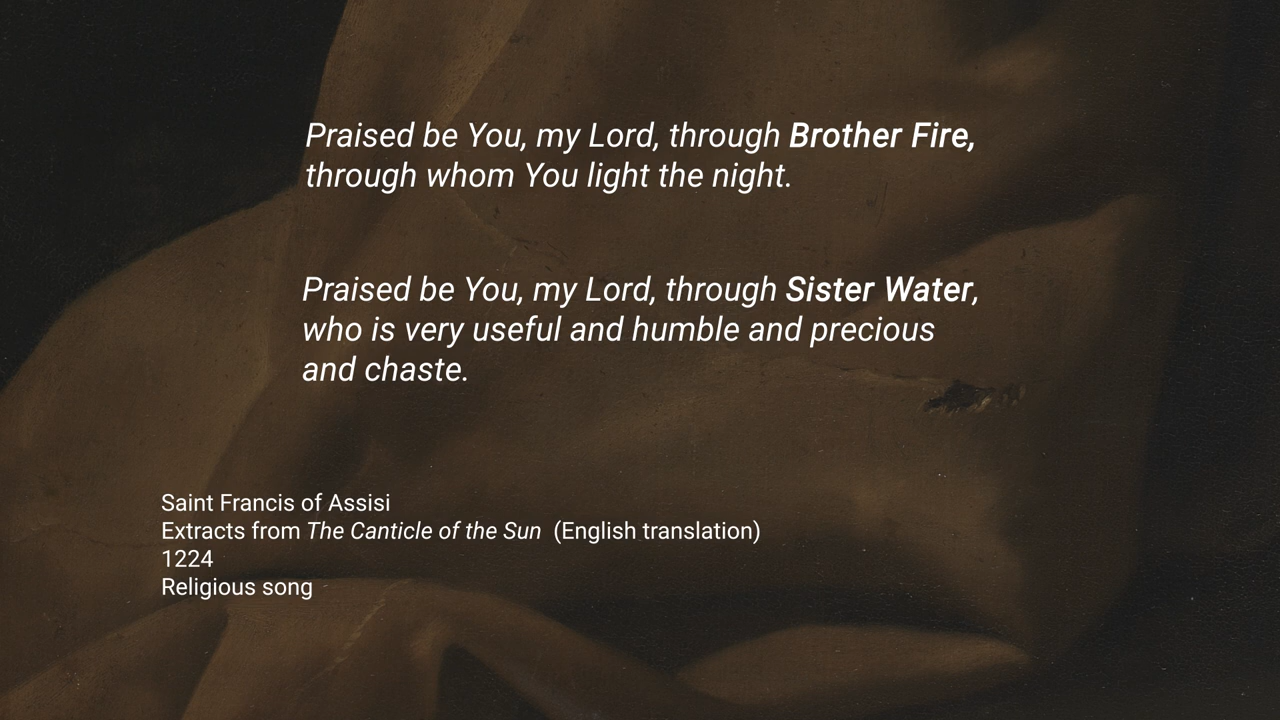 Praised be You, my Lord, through Brother Fire,
through whom You light the night.
Praised be You, my Lord, through Sister Water,
who is very useful and humble and precious
and chaste.
Saint Francis of Assisi
Extracts from The Canticle of the Sun (English translation)
1224
Religious song